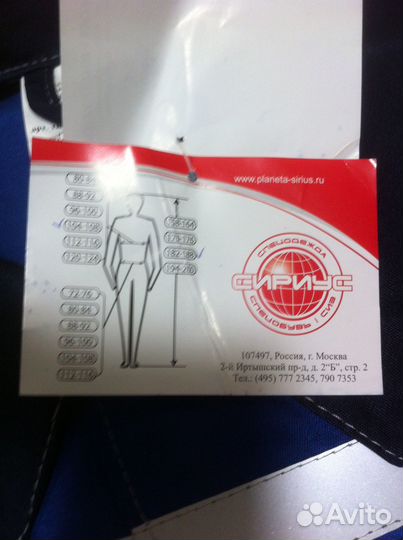 www.planeta-sirius.ru
80-84
88-92
96-100
104-108
112-116
120-124
158-164
170-176
182-188
194-200
72-76
80-84
88-92
96-100
104-108
112-116
СПЕЦОДЕЖДА
СИРИУС
СПЕЦОБУВЬ / СИЗ
107497, Россия, г. Москва
2-й Иртышский пр-д, д. 2"Б", стр. 2
Тел.: (495) 777 2345, 790 7353
Avito